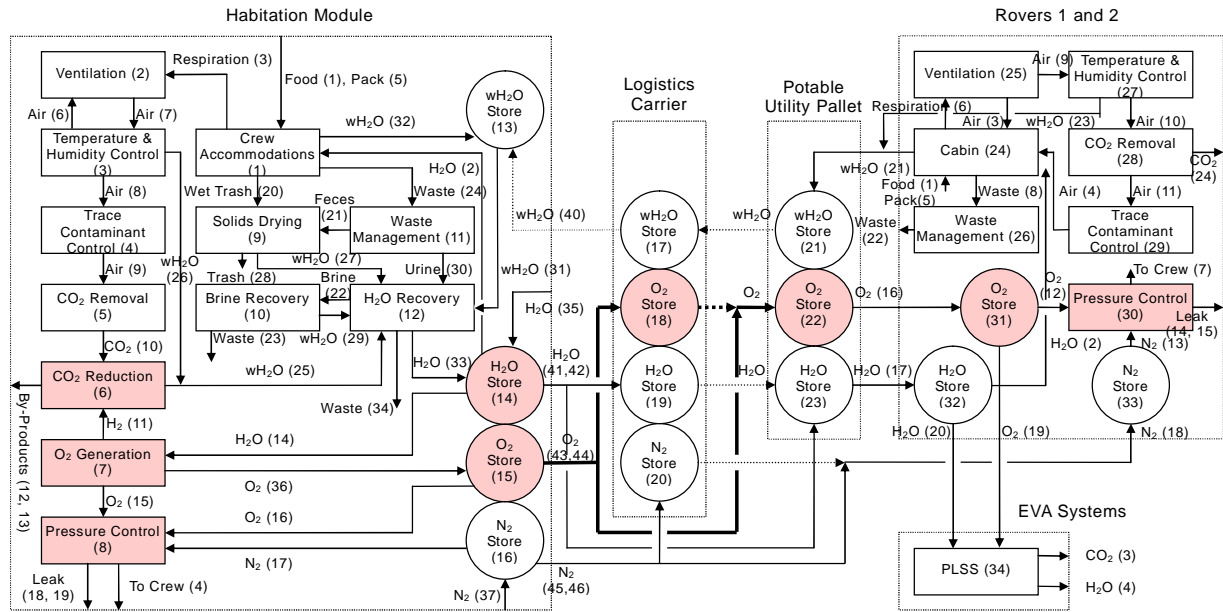 Habitation Module
Rovers 1 and 2
Logistics
Carrier
Potable
Utility Pallet
EVA Systems
Respiration (3)
Ventilation (2)
Food (1), Pack (5)
Air (6)
Air (7)
wH₂O (32)
wH₂O
Store
(13)
Temperature &
Humidity Control
(3)
Crew
Accommodations
(1)
H₂O (2)
Air (8)
Wet Trash (20)
Feces
(21)
Waste (24)
Trace
Contaminant
Control (4)
Solids Drying
(9)
Waste
Management (11)
wH₂O (40)
Air (9)
wH₂O
(26)
Trash (28)
wH₂O (27)
Brine
(22)
Urine (30)
wH₂O (31)
CO₂ Removal
(5)
Brine Recovery
(10)
H₂O Recovery
(12)
H₂O (35)
CO₂ (10)
Waste (23)
wH₂O (29)
H₂O (33)
CO₂ Reduction
(6)
wH₂O (25)
Waste (34)
H₂O
Store
(14)
H₂O
(41,42)
By-Products (12, 13)
H₂ (11)
H₂O (14)
O₂ Generation
(7)
O₂ (36)
O₂
Store
(15)
O₂
(43,44)
O₂ (15)
O₂ (16)
Pressure Control
(8)
N₂ (17)
N₂
Store
(16)
N₂
(45,46)
Leak
(18, 19)
To Crew (4)
N₂ (37)
wH₂O
Store
(17)
O₂
Store
(18)
H₂O
Store
(19)
N₂
Store
(20)
wH₂O
O₂
H₂O
wH₂O
Store
(21)
O₂
Store
(22)
H₂O
Store
(23)
O₂ (16)
H₂O (17)
Ventilation (25)
Air (9)
Temperature &
Humidity Control
(27)
Respiration (6)
Air (3)
wH₂O (23)
Air (10)
Cabin (24)
CO₂ Removal
(28)
CO₂
(24)
wH₂O (21)
Food (1)
Pack(5)
Waste (8)
Air (4)
Air (11)
Waste
(22)
Waste
Management (26)
Trace
Contaminant
Control (29)
To Crew (7)
O₂
Store
(31)
O₂
(12)
Pressure Control
(30)
Leak
(14, 15)
H₂O (2)
N₂ (13)
H₂O
Store
(32)
N₂
Store
(33)
H₂O (20)
O₂ (19)
N₂ (18)
PLSS (34)
CO₂ (3)
H₂O (4)